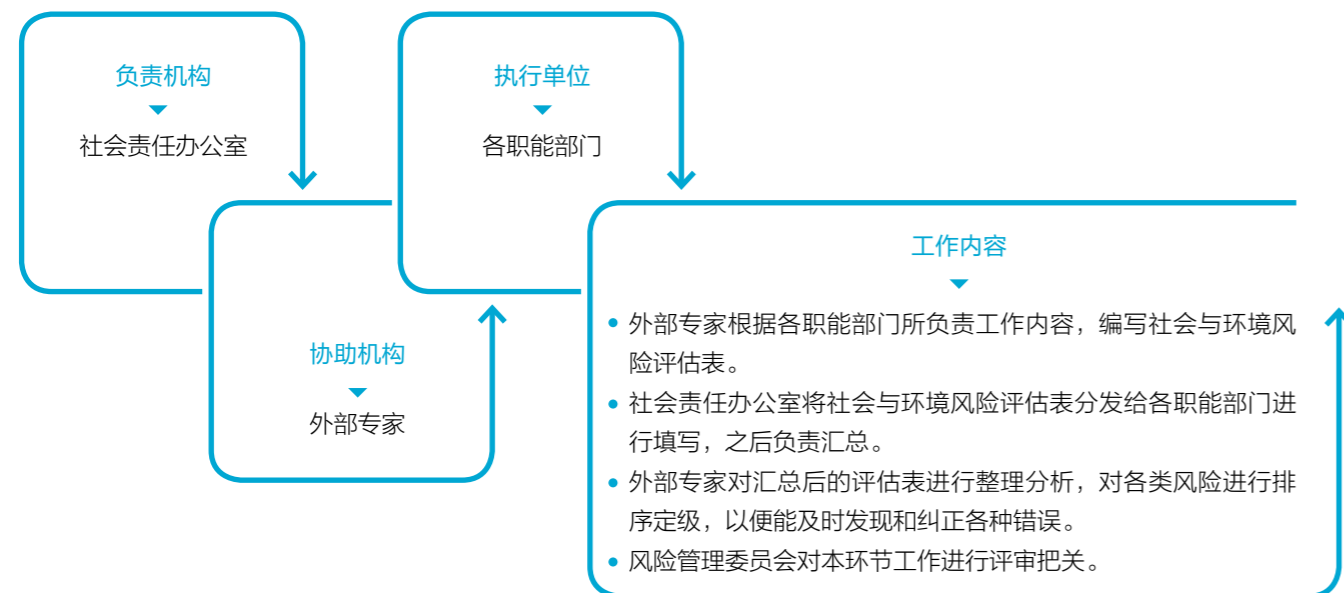 负责机构
社会责任办公室
协助机构
外部专家
执行单位
各职能部门
工作内容
外部专家根据各职能部门所负责工作内容，编写社会与环境风
险评估表。
社会责任办公室将社会与环境风险评估表分发给各职能部门进
行填写，之后负责汇总。
外部专家对汇总后的评估表进行整理分析，对各类风险进行排
序定级，以便能及时发现和纠正各种错误。
风险管理委员会对本环节工作进行评审把关。